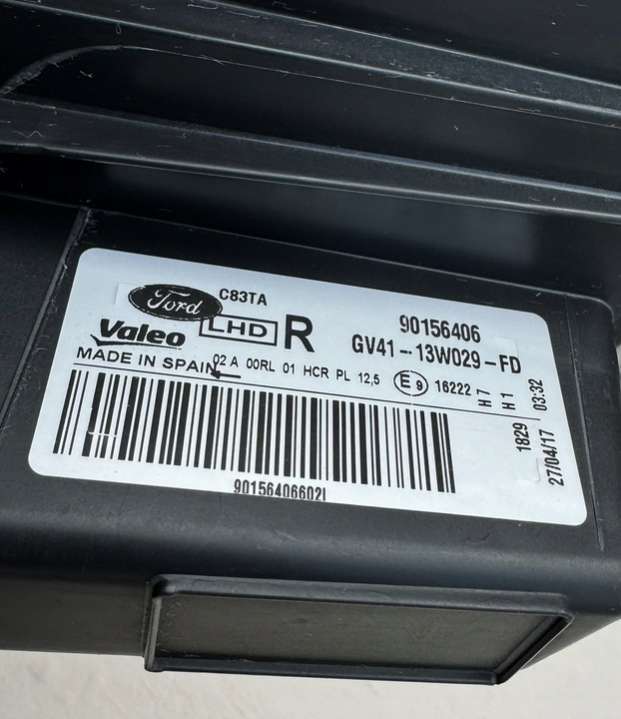 Ford C83TA
Valeo LHD R
90156406
GV41-13W029-FD
MADE IN SPAIN
02 A 00RL 01 HCR PL 12,5 E9 16222 H7 H1
1829
27/04/17 03:32
90156406602I